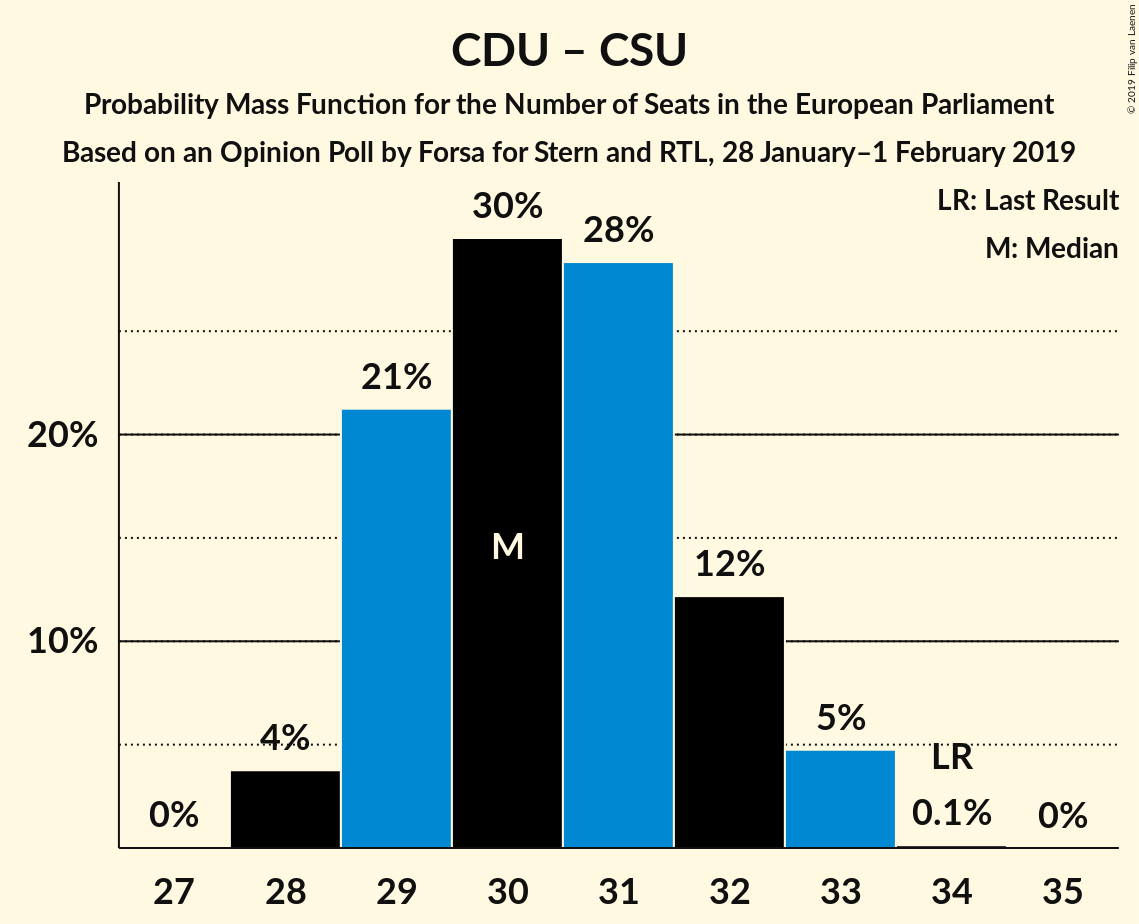 CDU – CSU
Probability Mass Function for the Number of Seats in the European Parliament
Based on an Opinion Poll by Forsa for Stern and RTL, 28 January–1 February 2019
© 2019 Filip van Laenen
LR: Last Result
M: Median
30%
28%
21%
20%
M
12%
10%
5%
4%
LR
0%
0.1%
0%
27 28 29 30 31 32 33 34 35